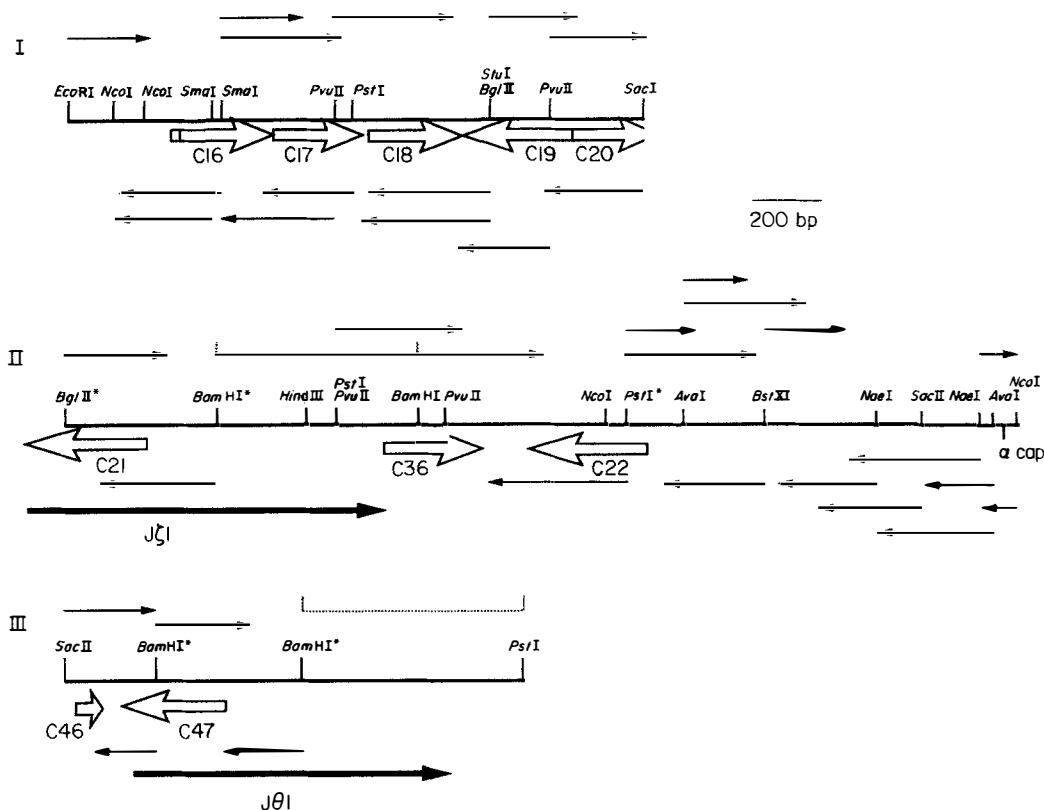 I
StuI
EcoRI NcoI NcoI SmaI SmaI PvuII PstI BglII PvuII SacI
C16 C17 C18 C19 C20
200 bp
II
PstI
BglII* BamHI* HindIII PvuII BamHI PvuII NcoI PstI* AvaI BstXI NaeI SacII NaeI AvaI NcoI
α cap
C21 C36 C22
JζI
III
SacII BamHI* BamHI* PstI
C46 C47
JθI